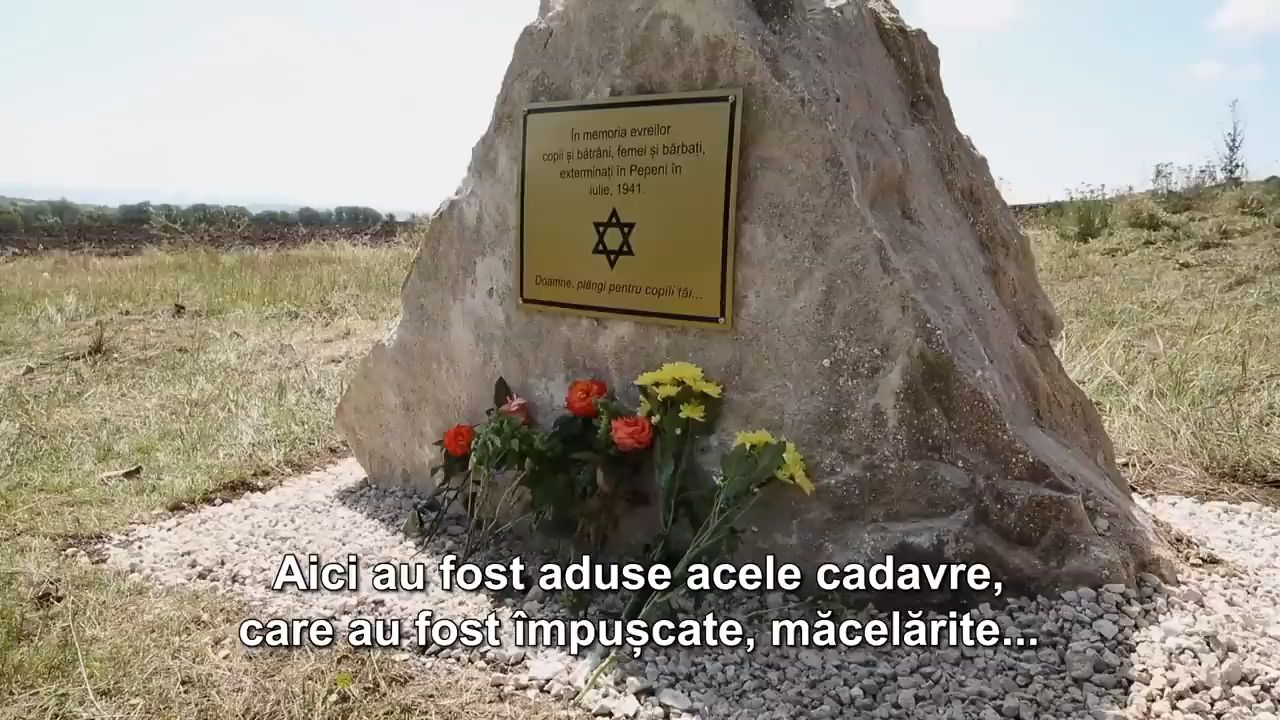 În memoria evreilor
copii și bătrâni, femei și bărbați,
exterminați în Pepeni în
iulie, 1941.
Doamne, plângi pentru copiii tăi...
Aici au fost aduse acele cadavre,
care au fost împușcate, măcelărite...